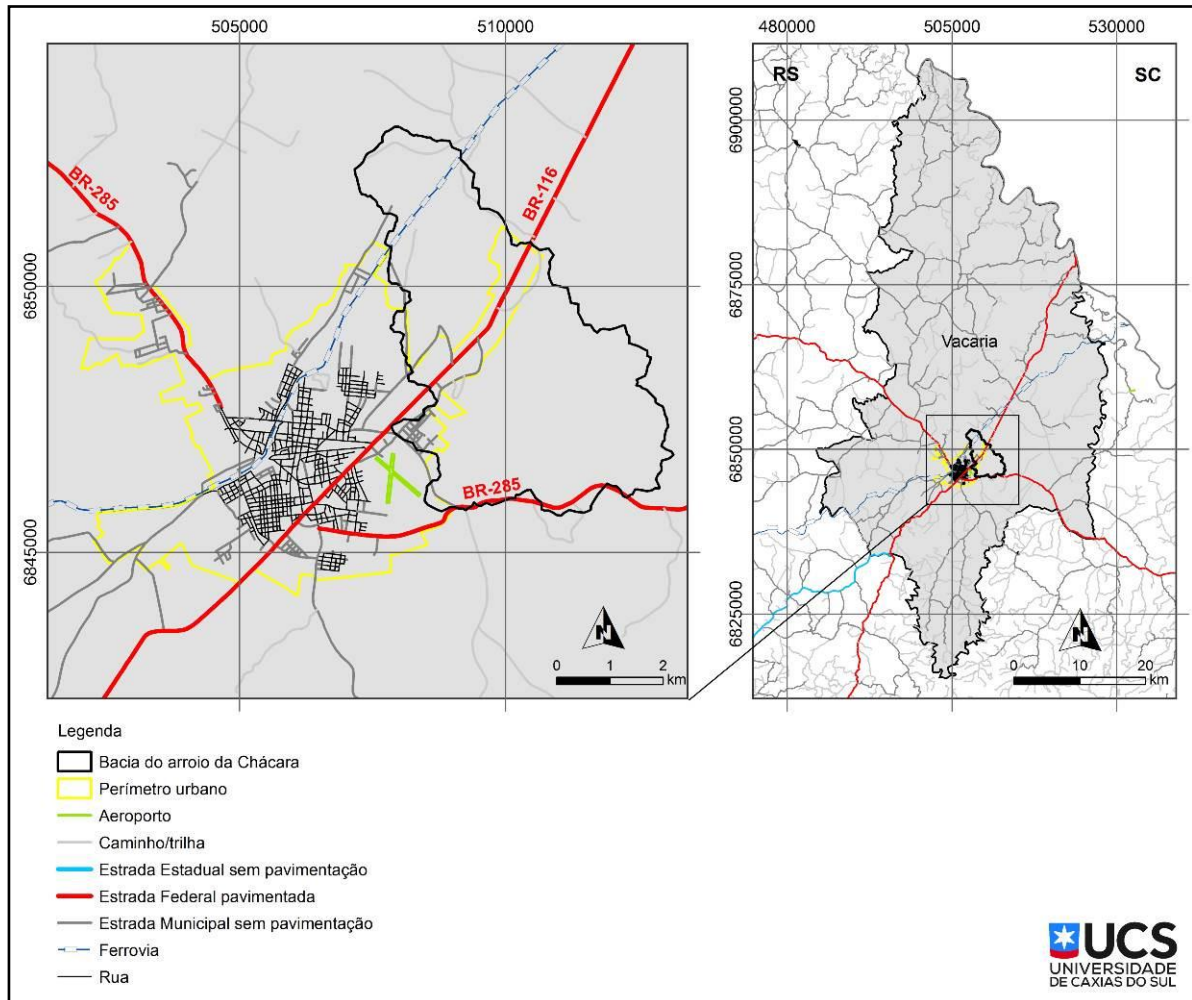 505000
510000
6850000
6845000
BR-285
BR-116
BR-285
N
0 1 2
km
480000
505000
530000
6900000
6875000
6850000
6825000
RS
SC
Vacaria
N
0 10 20
km
Legenda
Bacia do arroio da Chácara
Perímetro urbano
Aeroporto
Caminho/trilha
Estrada Estadual sem pavimentação
Estrada Federal pavimentada
Estrada Municipal sem pavimentação
Ferrovia
Rua
UCS
UNIVERSIDADE
DE CAXIAS DO SUL